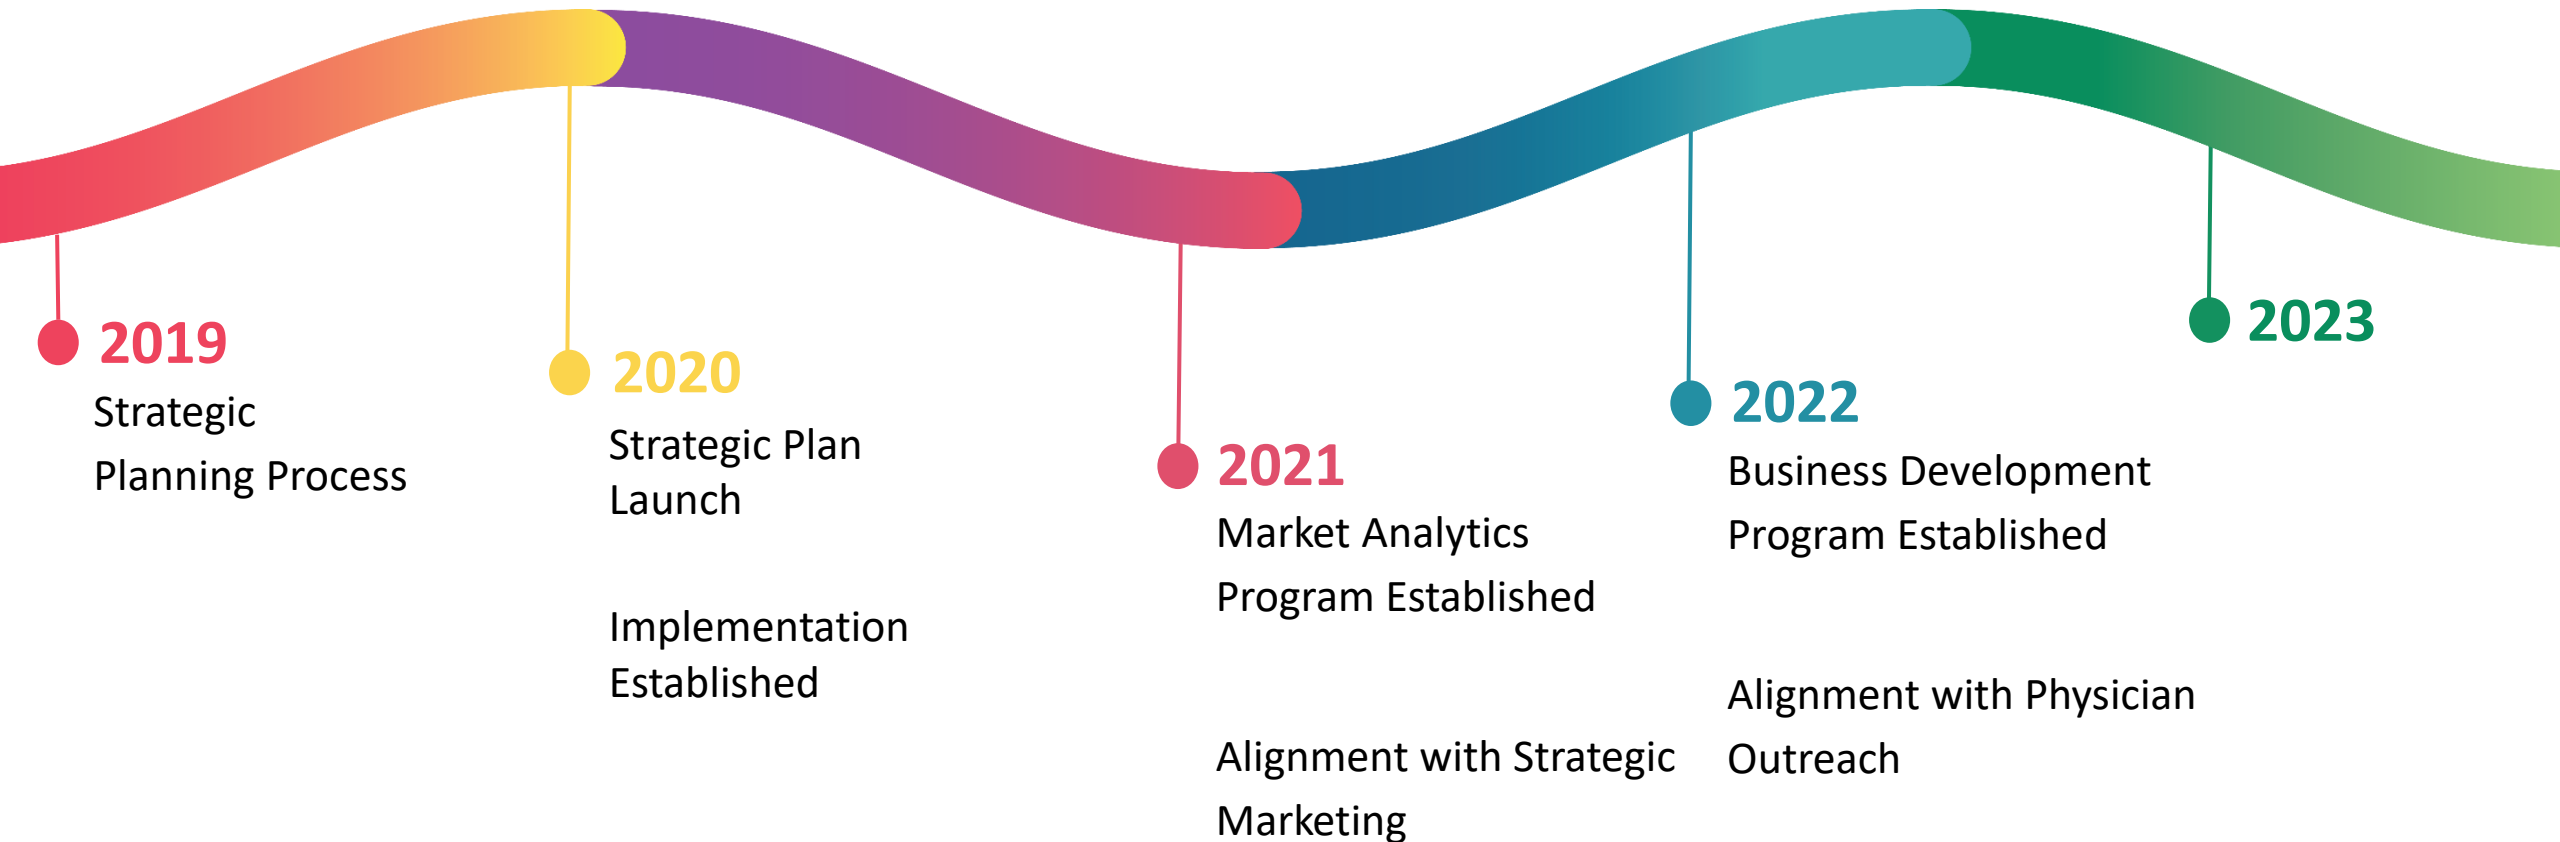 2019
Strategic
Planning Process
2020
Strategic Plan
Launch
Implementation
Established
2021
Market Analytics
Program Established
Alignment with Strategic
Marketing
2022
Business Development
Program Established
Alignment with Physician
Outreach
2023